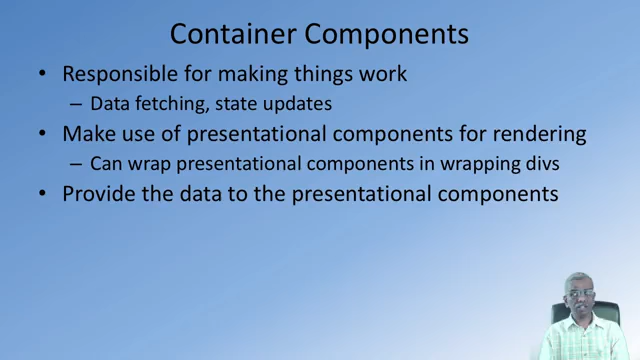 Container Components
• Responsible for making things work
– Data fetching, state updates
• Make use of presentational components for rendering
– Can wrap presentational components in wrapping divs
• Provide the data to the presentational components